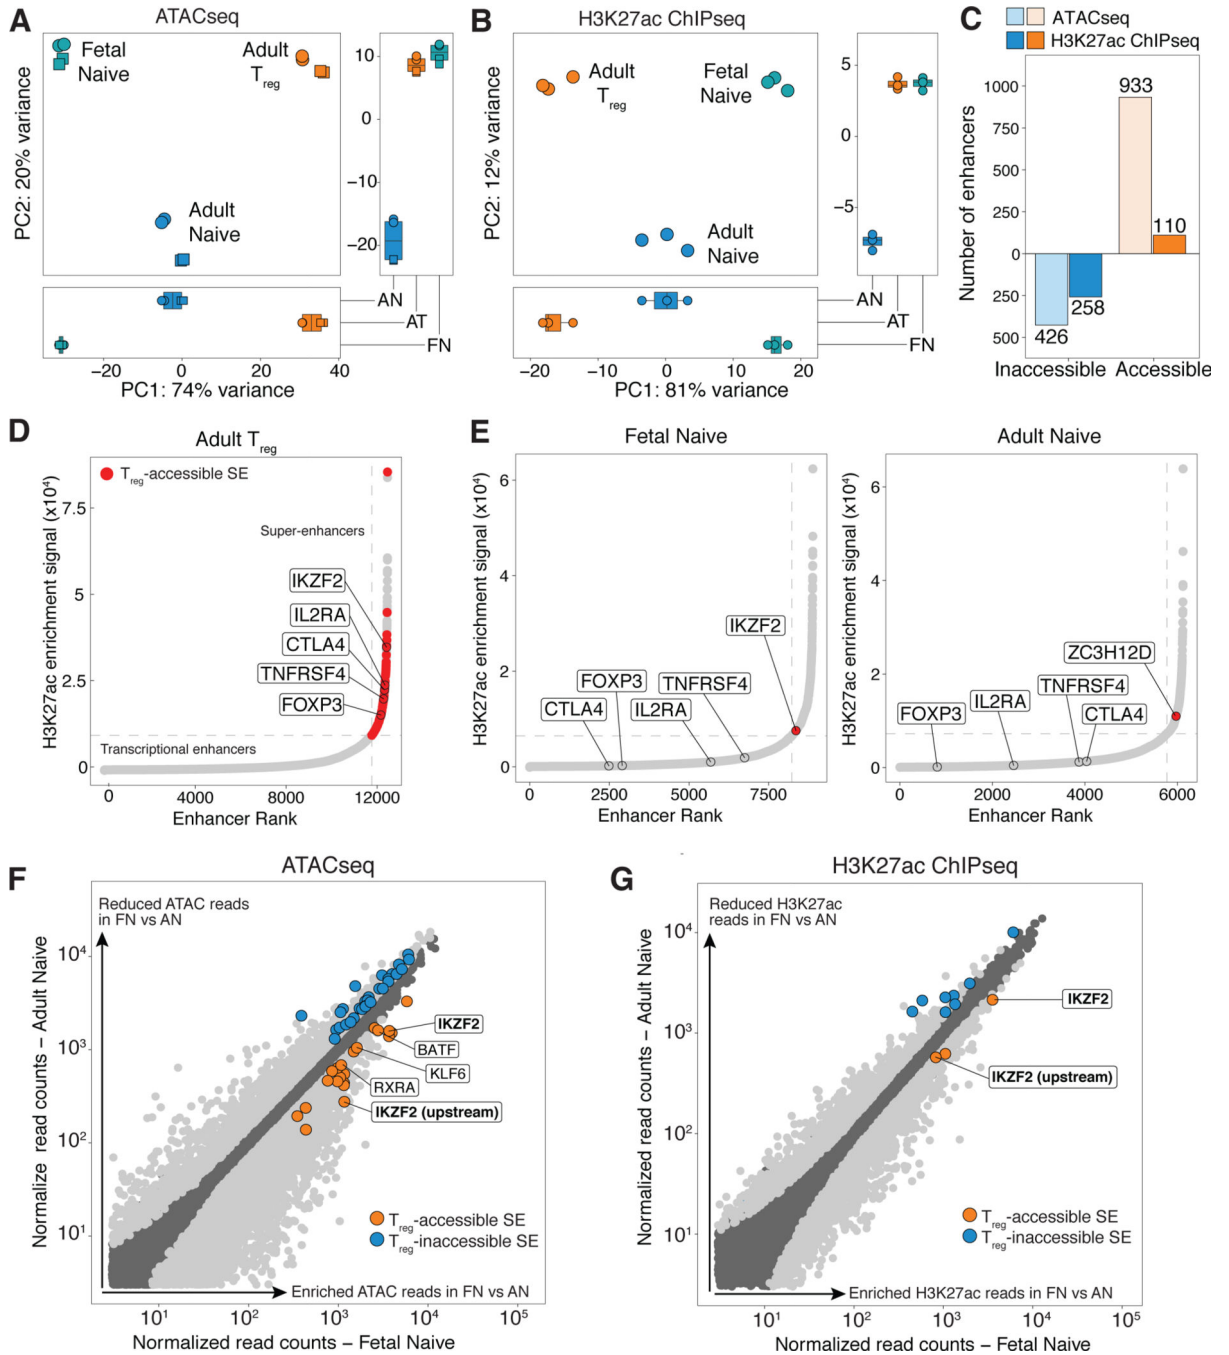 A
ATACseq
Fetal
Naive
Adult
Treg
Adult
Naive
PC2: 20% variance
10
0
−10
−20
AN
AT
FN
−20
0
20
40
PC1: 74% variance
B
H3K27ac ChIPseq
Adult
Treg
Fetal
Naive
Adult
Naive
PC2: 12% variance
5
0
−5
AN
AT
FN
−20
−10
0
10
20
PC1: 81% variance
C
ATACseq
H3K27ac ChIPseq
Number of enhancers
1000
500
0
250
500
933
110
426
258
Inaccessible
Accessible
D
Adult Treg
Treg-accessible SE
H3K27ac enrichment signal (x10⁴)
7.5
5
2.5
0
Super-enhancers
IKZF2
IL2RA
CTLA4
TNFRSF4
FOXP3
Transcriptional enhancers
0
4000
8000
12000
Enhancer Rank
E
Fetal Naive
H3K27ac enrichment signal (x10⁴)
6
4
2
0
IKZF2
FOXP3
TNFRSF4
CTLA4
IL2RA
0
2500
5000
7500
Enhancer Rank
Adult Naive
H3K27ac enrichment signal (x10⁴)
6
4
2
0
ZC3H12D
TNFRSF4
IL2RA
FOXP3
CTLA4
0
2000
4000
6000
Enhancer Rank
F
ATACseq
Reduced ATAC reads
in FN vs AN
Normalize read counts – Adult Naive
10⁴
10³
10²
10¹
IKZF2
BATF
KLF6
RXRA
IKZF2 (upstream)
Treg-accessible SE
Treg-inaccessible SE
Enriched ATAC reads in FN vs AN
10¹
10²
10³
10⁴
10⁵
Normalized read counts – Fetal Naive
G
H3K27ac ChIPseq
Reduced H3K27ac
reads in FN vs AN
Normalized read counts – Adult Naive
10⁴
10³
10²
10¹
IKZF2
IKZF2 (upstream)
Treg-accessible SE
Treg-inaccessible SE
Enriched H3K27ac reads in FN vs AN
10¹
10²
10³
10⁴
10⁵
Normalized read counts – Fetal Naive